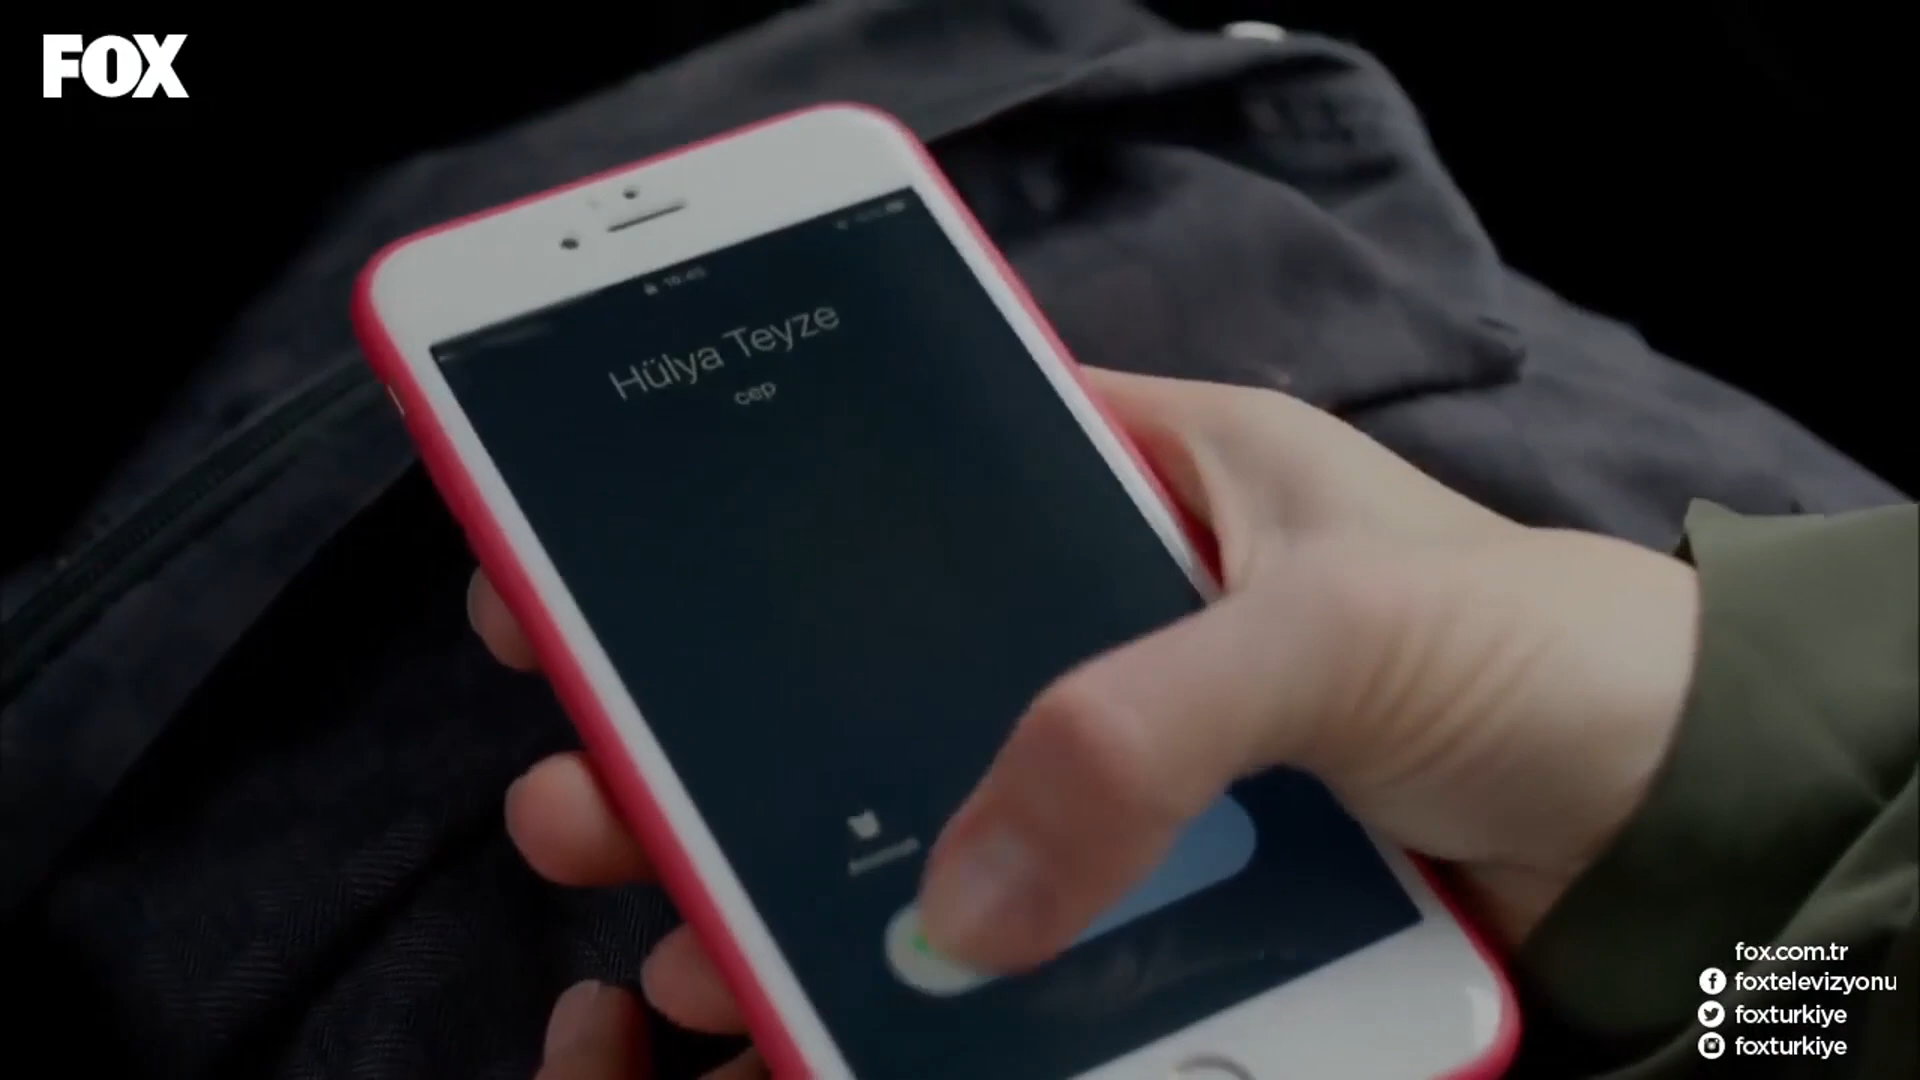 FOX
Hülya Teyze
cep
fox.com.tr
foxtelevizyonu
foxturkiye
foxturkiye